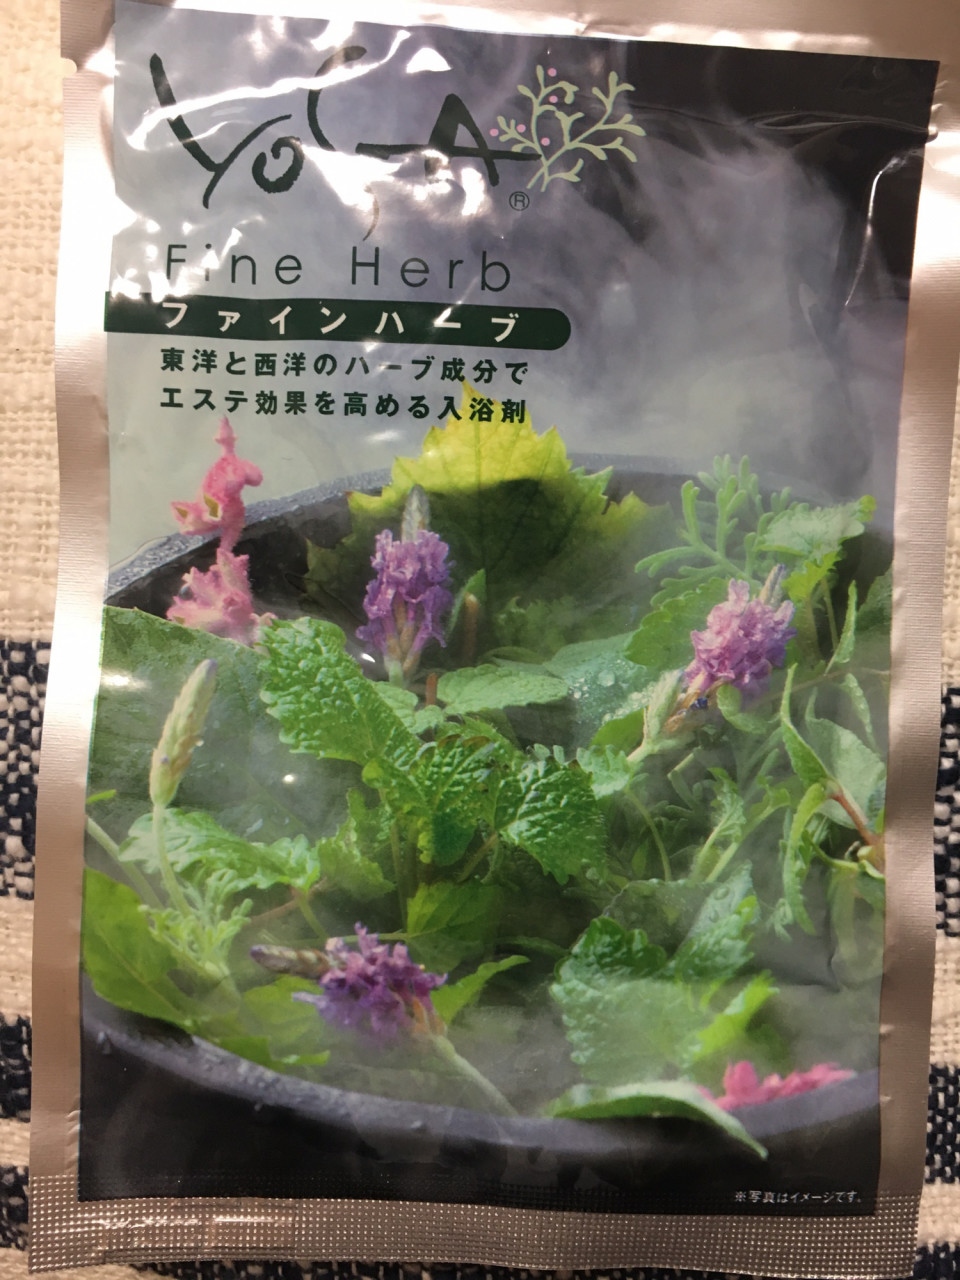 YOGA
®
Fine Herb
ファインハーブ
東洋と西洋のハーブ成分で
エステ効果を高める入浴剤
※写真はイメージです。